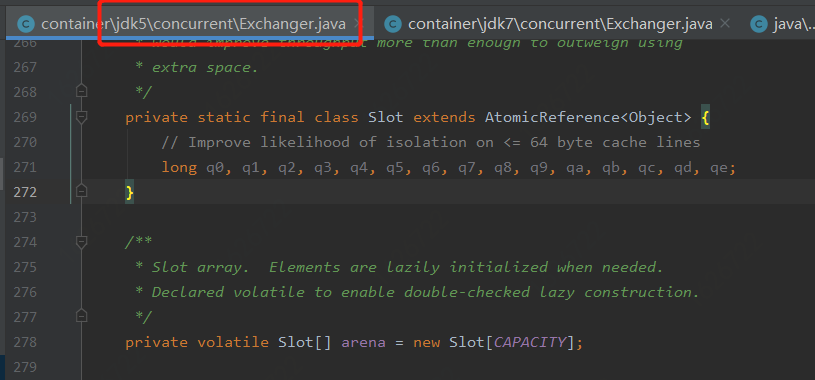 container\jdk5\concurrent\Exchanger.java
container\jdk7\concurrent\Exchanger.java
java\...
266 * would improve throughput more than enough to outweigh using
267 * extra space.
268 */
269 private static final class Slot extends AtomicReference<Object> {
270 // Improve likelihood of isolation on <= 64 byte cache lines
271 long q0, q1, q2, q3, q4, q5, q6, q7, q8, q9, qa, qb, qc, qd, qe;
272 }
273
274 /**
275 * Slot array.  Elements are lazily initialized when needed.
276 * Declared volatile to enable double-checked lazy construction.
277 */
278 private volatile Slot[] arena = new Slot[CAPACITY];
279